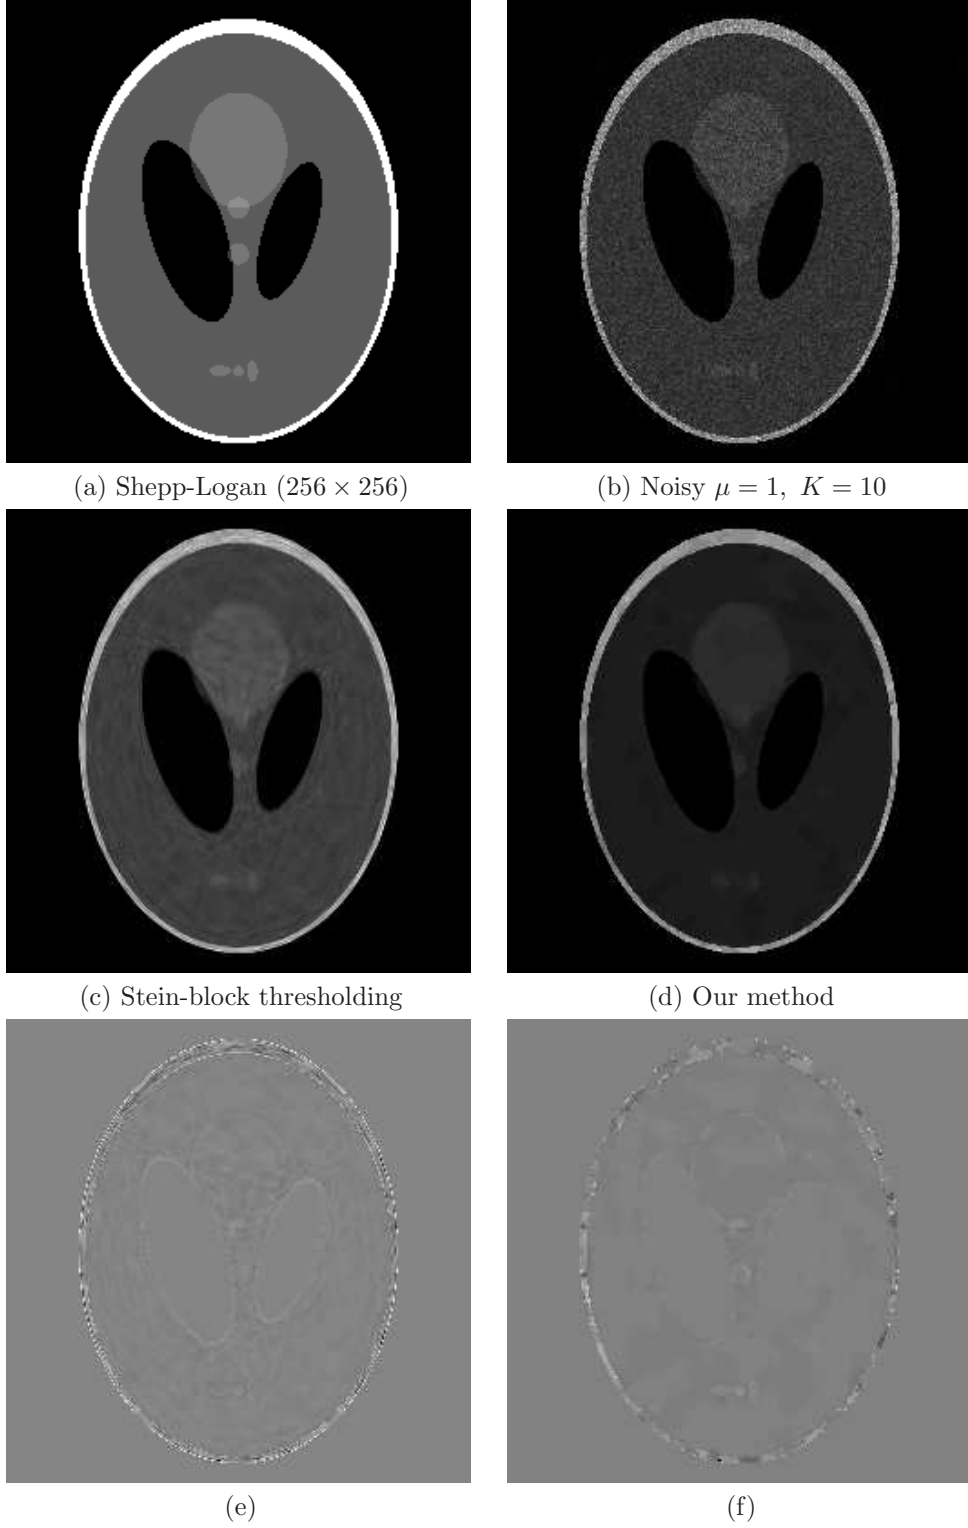 (a) Shepp-Logan (256 × 256)
(b) Noisy μ = 1, K = 10
(c) Stein-block thresholding
(d) Our method
(e)
(f)